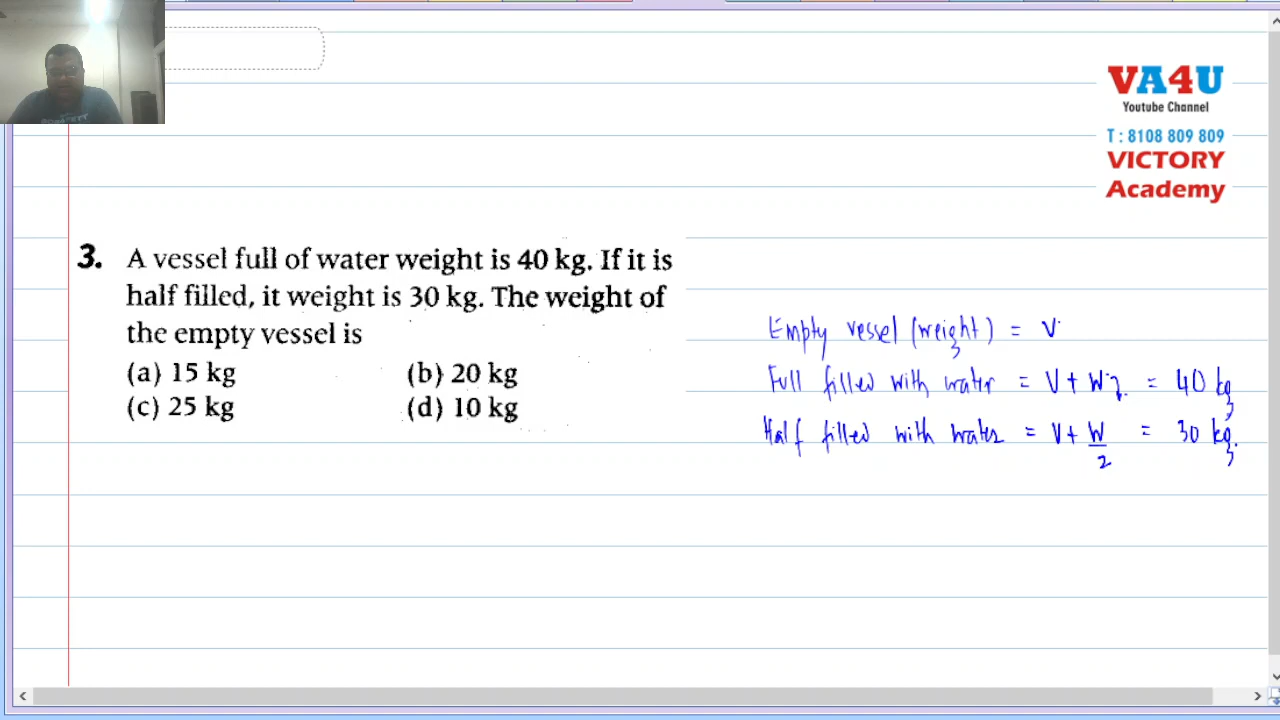 VA4U
Youtube Channel
T : 8108 809 809
VICTORY
Academy
3. A vessel full of water weight is 40 kg. If it is
half filled, it weight is 30 kg. The weight of
the empty vessel is
(a) 15 kg (b) 20 kg
(c) 25 kg (d) 10 kg
Empty vessel (weight) = V
Full filled with water = V + W = 40 kg
Half filled with water = V + W/2 = 30 kg.